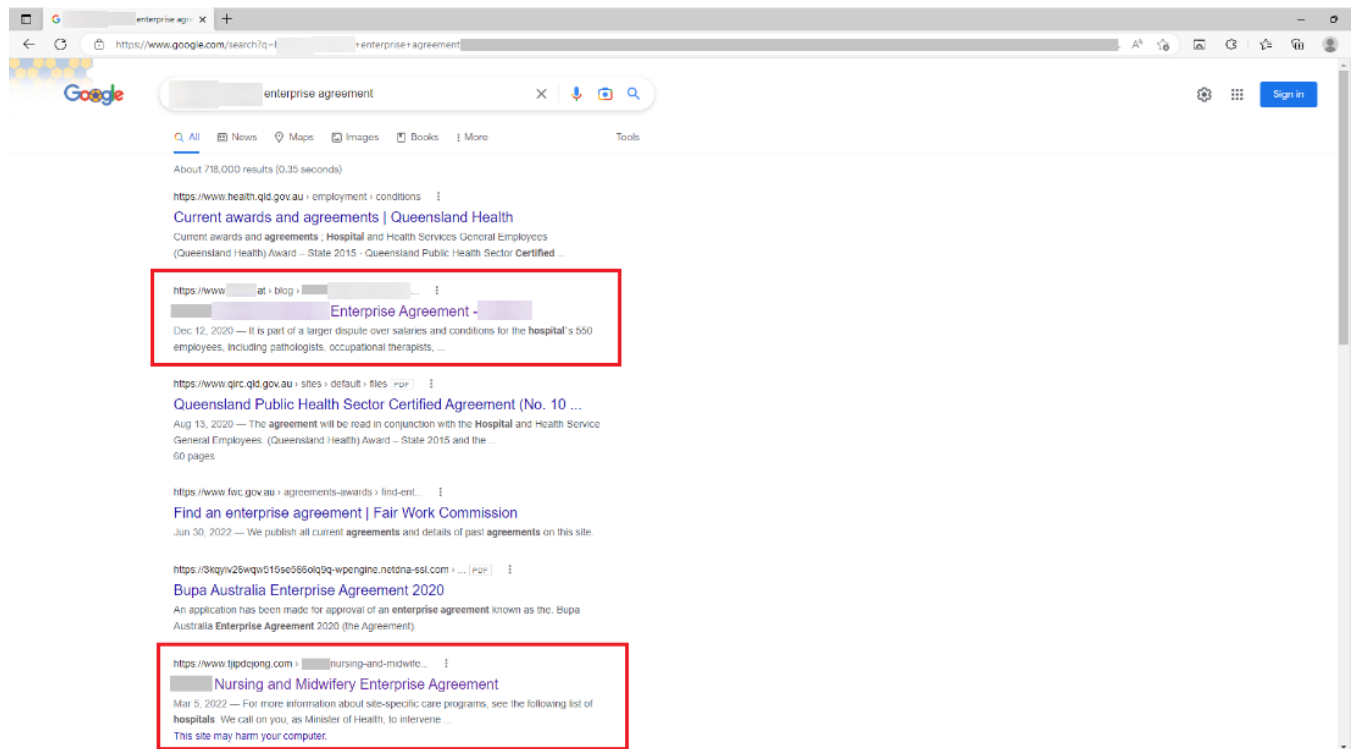 enterprise agre
https://www.google.com/search?q= +enterprise+agreement
Google
enterprise agreement
Sign in
All News Maps Images Books More Tools
About 718,000 results (0.35 seconds)
https://www.health.qld.gov.au › employment › conditions
Current awards and agreements | Queensland Health
Current awards and agreements ; Hospital and Health Services General Employees
(Queensland Health) Award – State 2015 · Queensland Public Health Sector Certified ...
https://www. at › blog › ...
Enterprise Agreement -
Dec 12, 2020 — It is part of a larger dispute over salaries and conditions for the hospital's 550
employees, including pathologists, occupational therapists, ...
https://www.qirc.qld.gov.au › sites › default › files PDF
Queensland Public Health Sector Certified Agreement (No. 10 ...
Aug 13, 2020 — The agreement will be read in conjunction with the Hospital and Health Service
General Employees. (Queensland Health) Award – State 2015 and the ...
60 pages
https://www.fwc.gov.au › agreements-awards › find-ent...
Find an enterprise agreement | Fair Work Commission
Jun 30, 2022 — We publish all current agreements and details of past agreements on this site.
https://3kqyiv26wqw515se566olq9q-wpengine.netdna-ssl.com › ... PDF
Bupa Australia Enterprise Agreement 2020
An application has been made for approval of an enterprise agreement known as the. Bupa
Australia Enterprise Agreement 2020 (the Agreement).
https://www.tjipdejong.com › nursing-and-midwife...
Nursing and Midwifery Enterprise Agreement
Mar 5, 2022 — For more information about site-specific care programs, see the following list of
hospitals. We call on you, as Minister of Health, to intervene ...
This site may harm your computer.